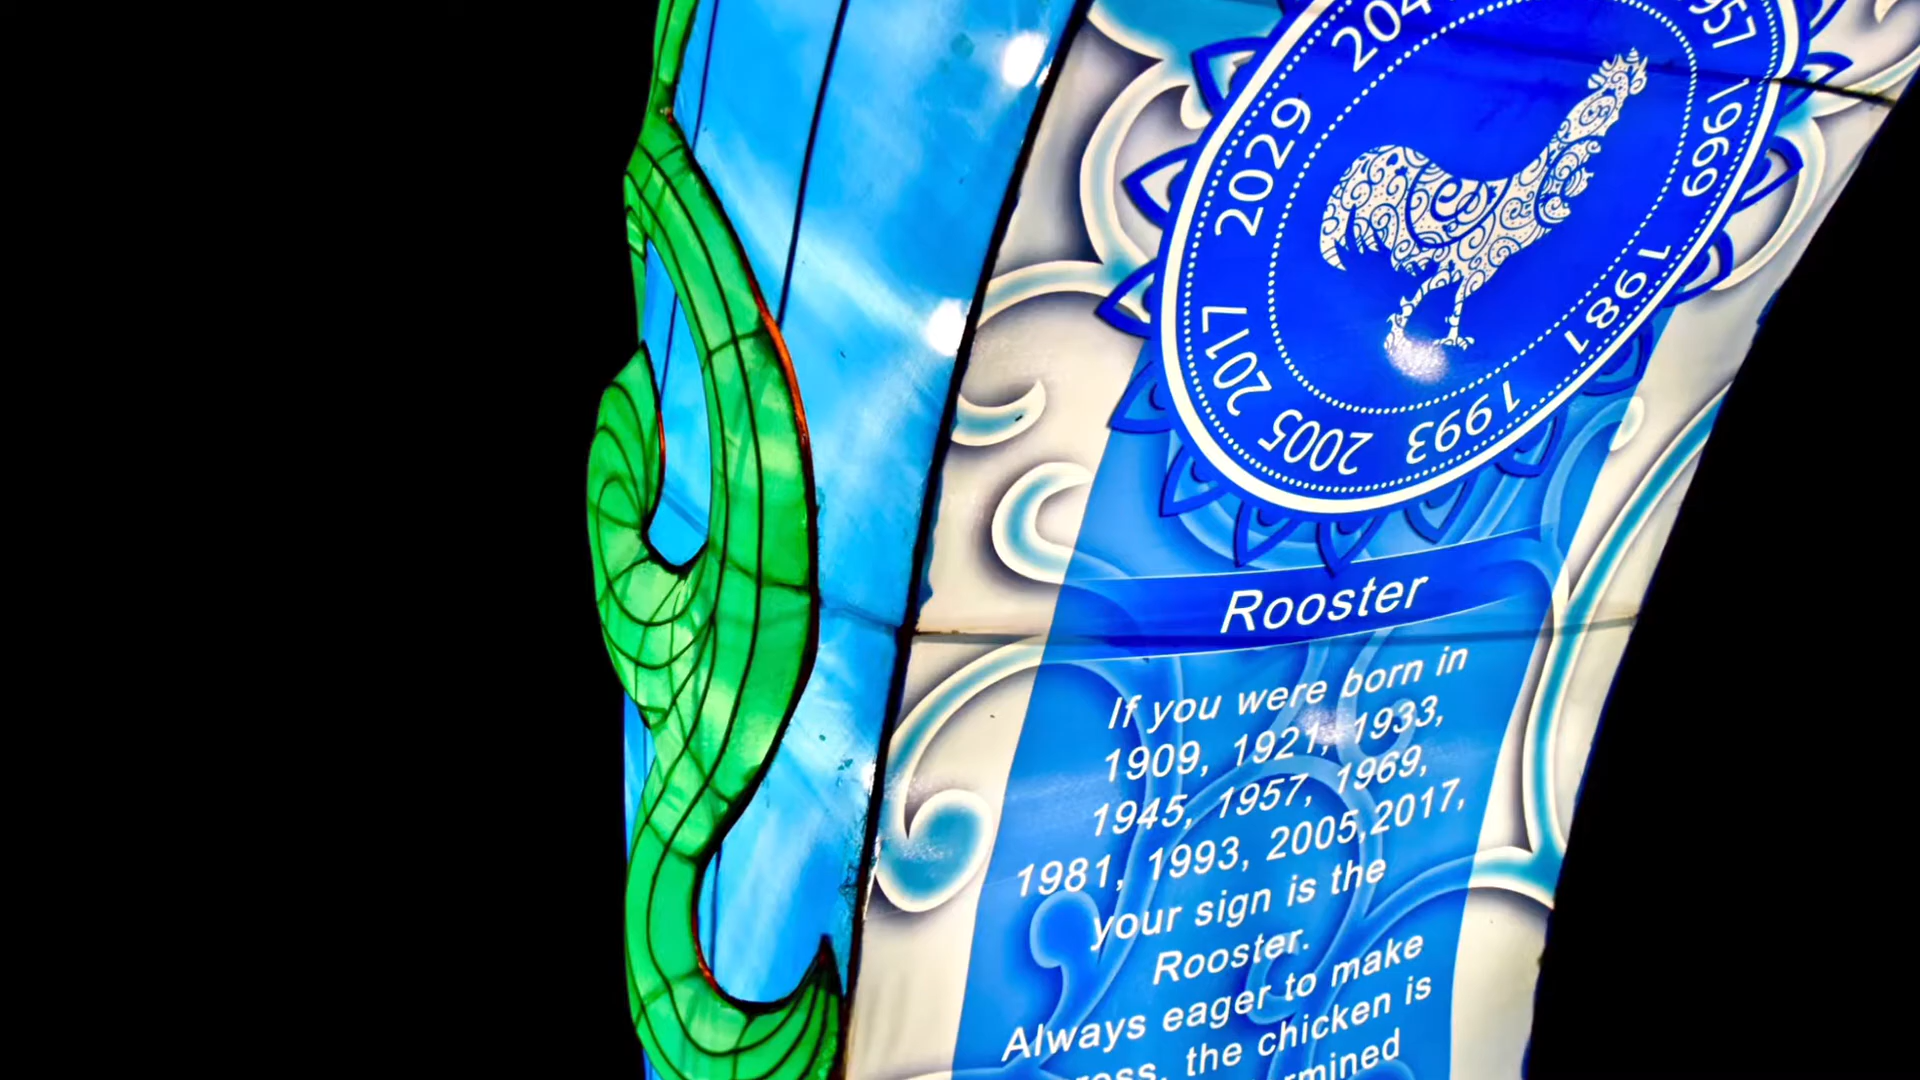 1957
1969
1981
1993
2005
2017
2029
Rooster
If you were born in
1909, 1921, 1933,
1945, 1957, 1969,
1981, 1993, 2005,2017,
your sign is the
Rooster.
Always eager to make
the chicken is